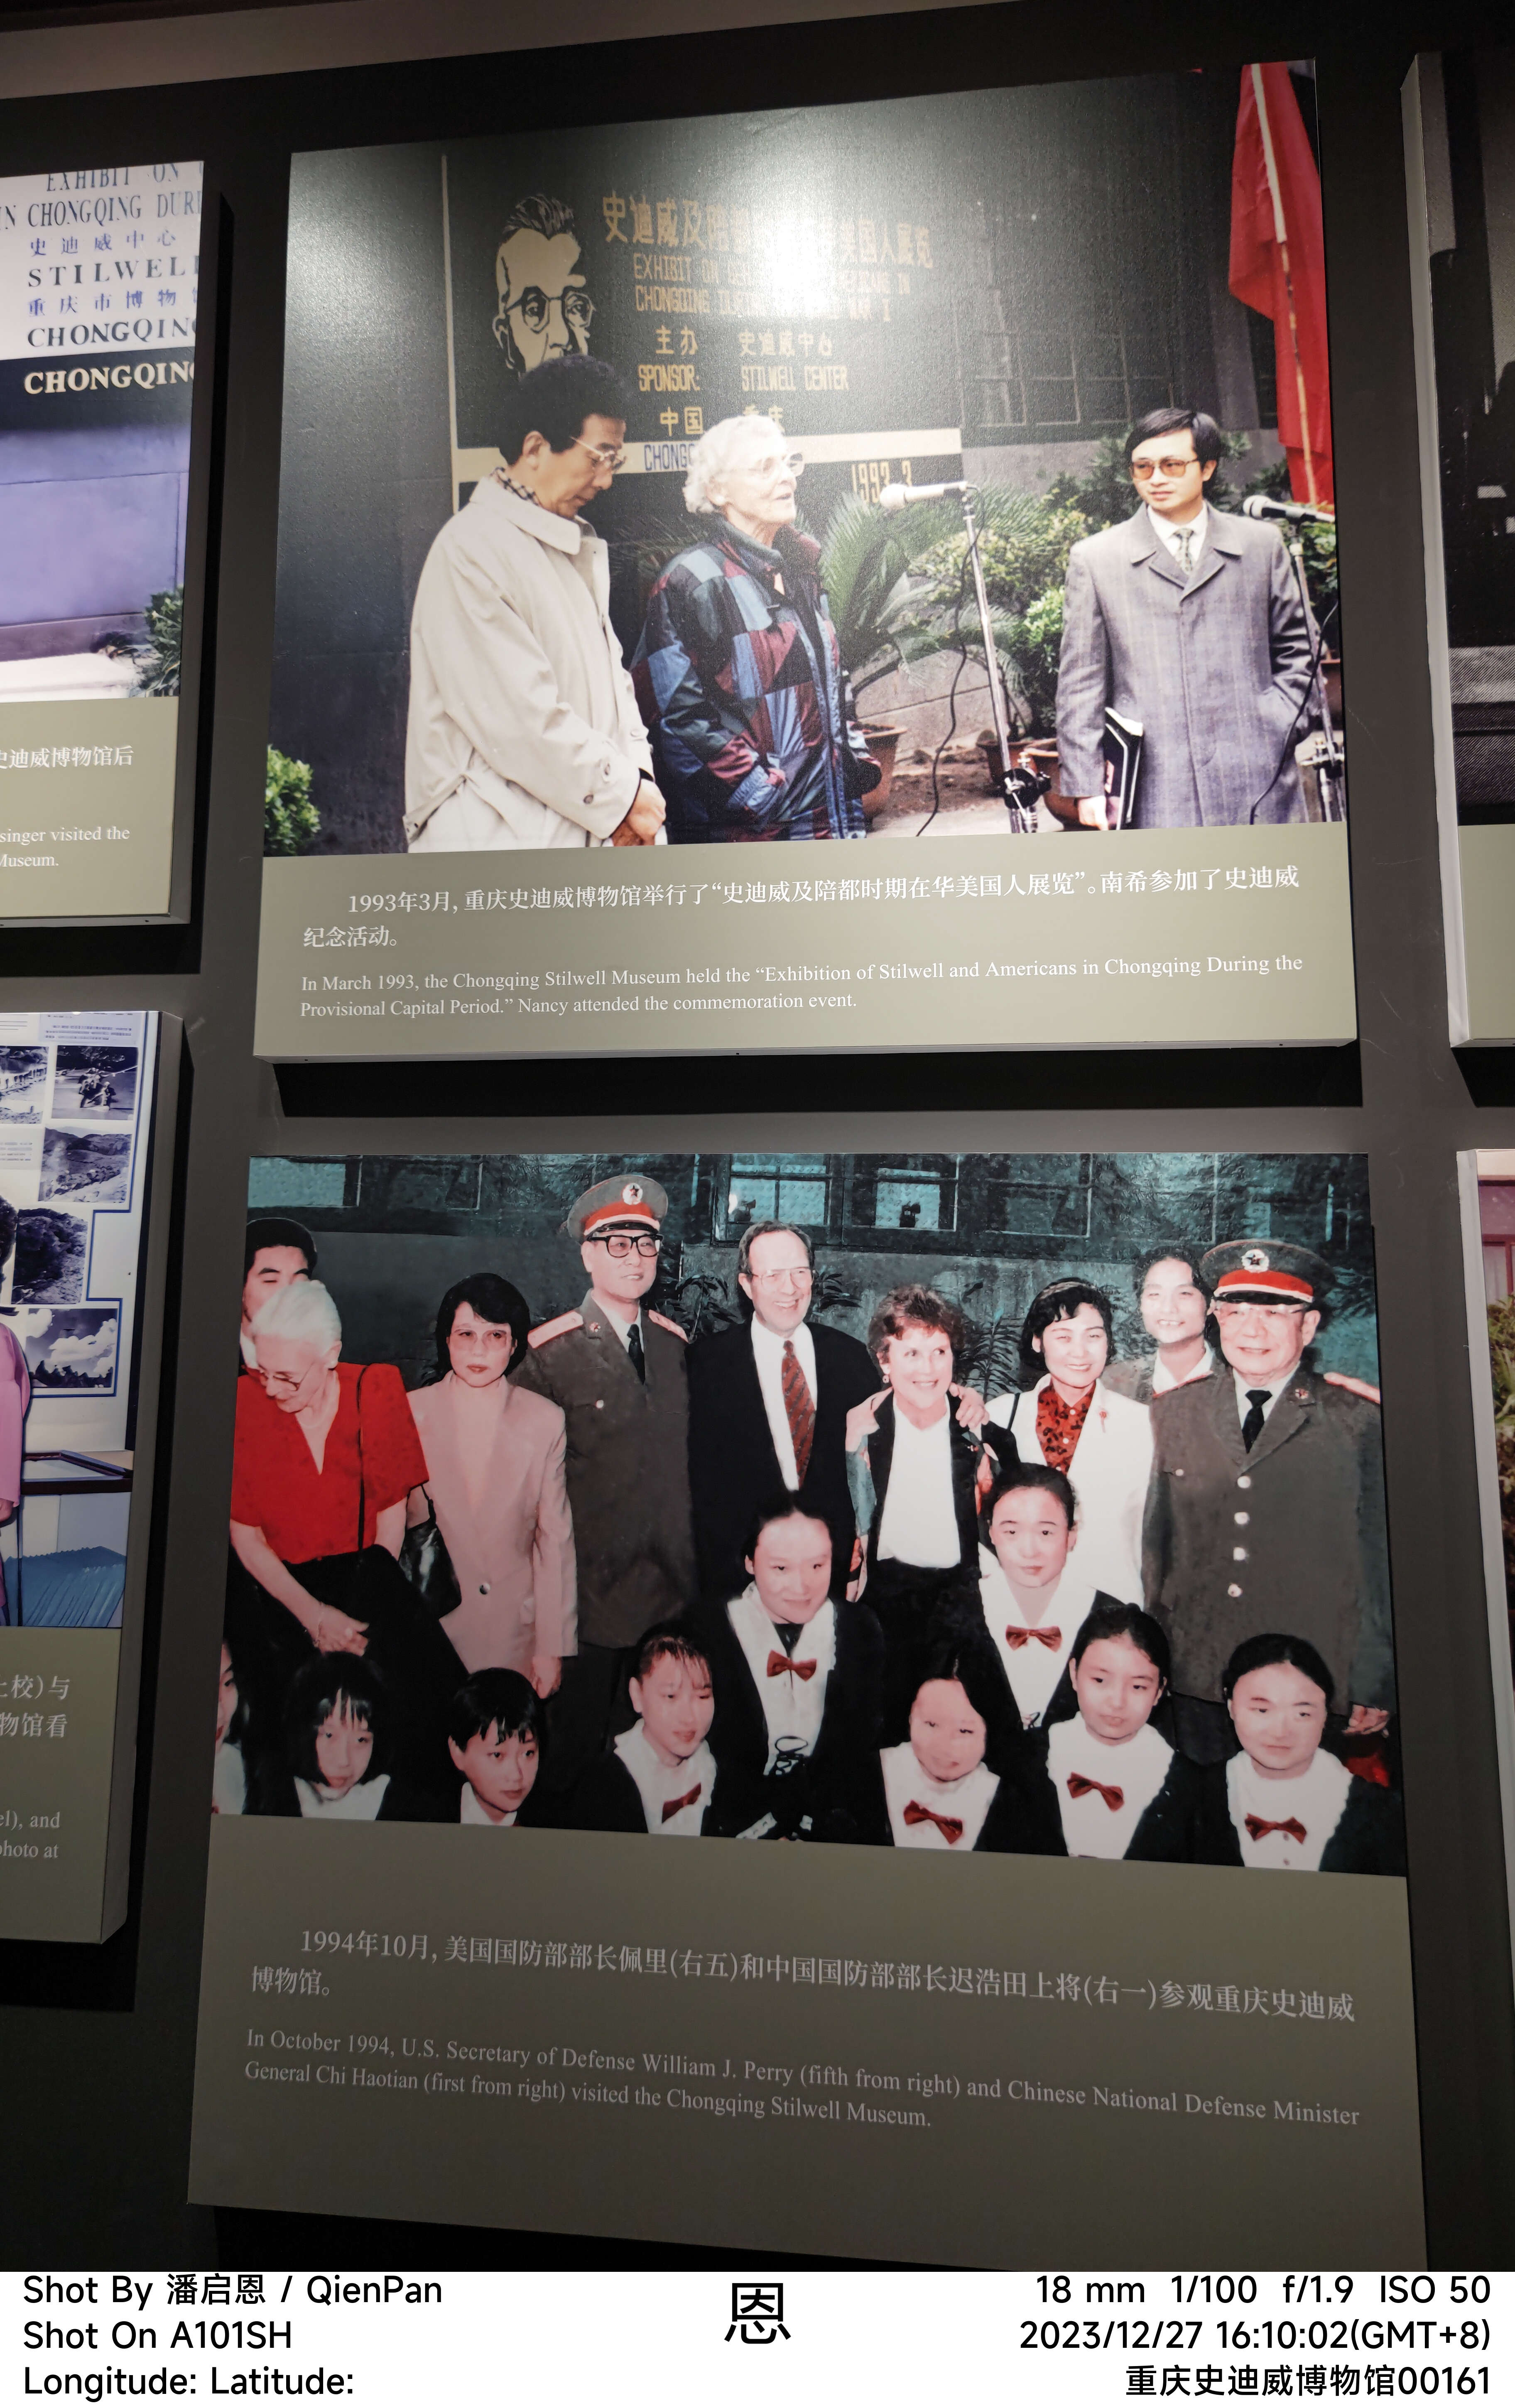 EXHIBIT ON
IN CHONGQING DURI
史迪威中心
STILWELL
重庆市博物
CHONGQING
CHONGQING
史迪威博物馆后
singer visited the
Museum.
史迪威及陪 美国人展览
EXHIBIT ON
CHONGQING
主办 史迪威中心
SPONSOR: STILWELL CENTER
中国 重庆
CHONGQ
1993.3
1993年3月,重庆史迪威博物馆举行了“史迪威及陪都时期在华美国人展览”。南希参加了史迪威
纪念活动。
In March 1993, the Chongqing Stilwell Museum held the “Exhibition of Stilwell and Americans in Chongqing During the
Provisional Capital Period.” Nancy attended the commemoration event.
上校)与
物馆看
el), and
photo at
1994年10月,美国国防部部长佩里(右五)和中国国防部部长迟浩田上将(右一)参观重庆史迪威
博物馆。
In October 1994, U.S. Secretary of Defense William J. Perry (fifth from right) and Chinese National Defense Minister
General Chi Haotian (first from right) visited the Chongqing Stilwell Museum.
Shot By 潘启恩 / QienPan
Shot On A101SH
Longitude: Latitude:
恩
18 mm 1/100 f/1.9 ISO 50
2023/12/27 16:10:02(GMT+8)
重庆史迪威博物馆00161